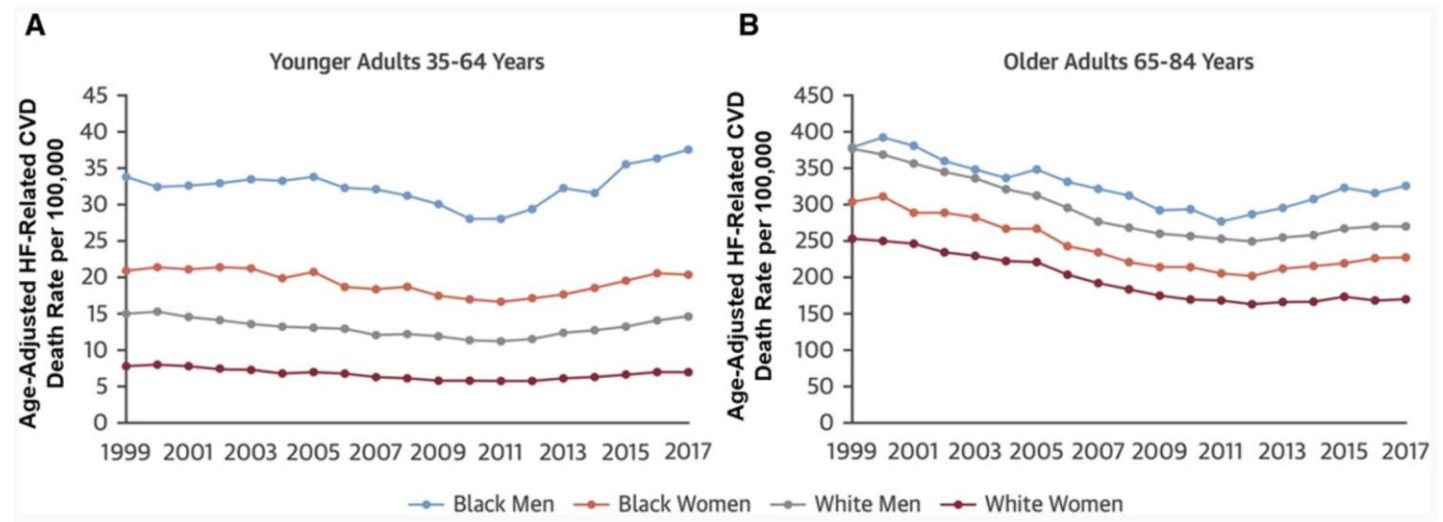 A
Younger Adults 35-64 Years
Age-Adjusted HF-Related CVD
Death Rate per 100,000
45
40
35
30
25
20
15
10
5
0
1999 2001 2003 2005 2007 2009 2011 2013 2015 2017
B
Older Adults 65-84 Years
Age-Adjusted HF-Related CVD
Death Rate per 100,000
450
400
350
300
250
200
150
100
50
0
1999 2001 2003 2005 2007 2009 2011 2013 2015 2017
Black Men Black Women White Men White Women